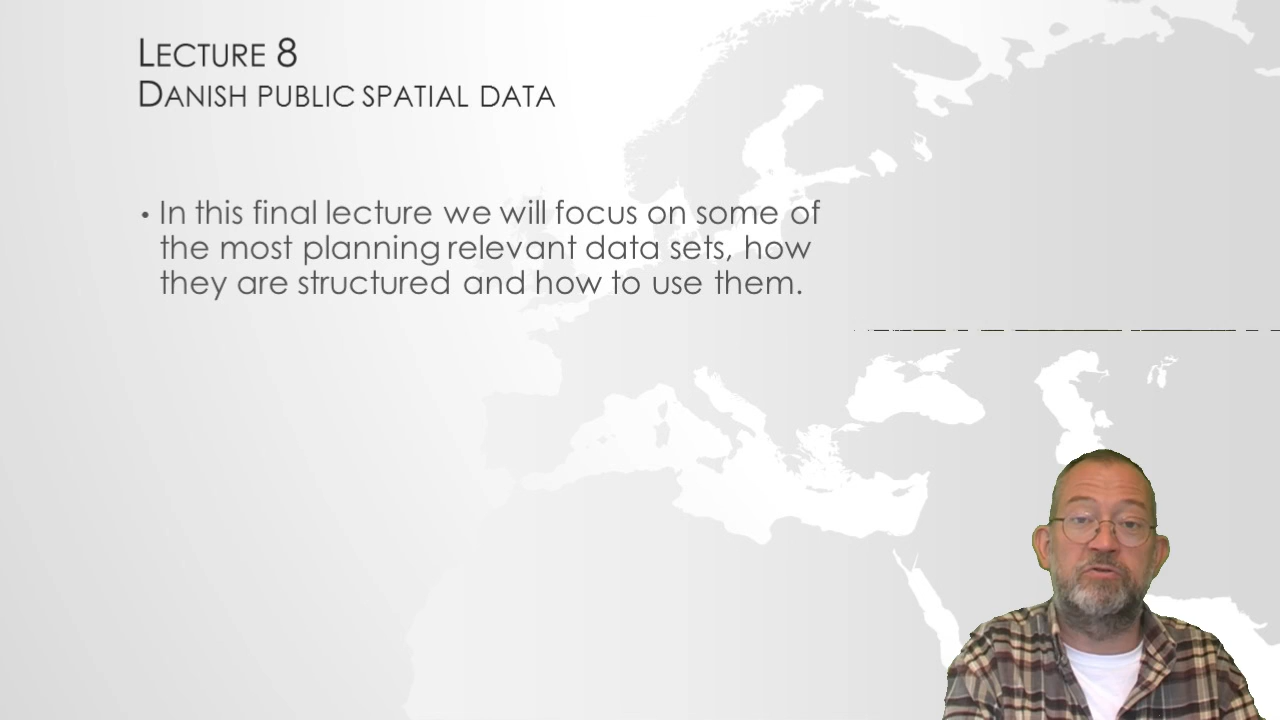 Lecture 8
Danish public spatial data
• In this final lecture we will focus on some of
the most planning relevant data sets, how
they are structured and how to use them.